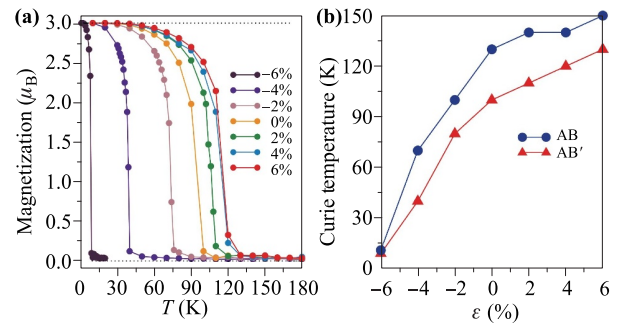 (a)
Magnetization (μB)
3.0
2.5
2.0
1.5
1.0
0.5
0.0
−6%
−4%
−2%
0%
2%
4%
6%
0 30 60 90 120 150 180
T (K)
(b)
Curie temperature (K)
150
120
90
60
30
0
AB
AB′
−6 −4 −2 0 2 4 6
ε (%)